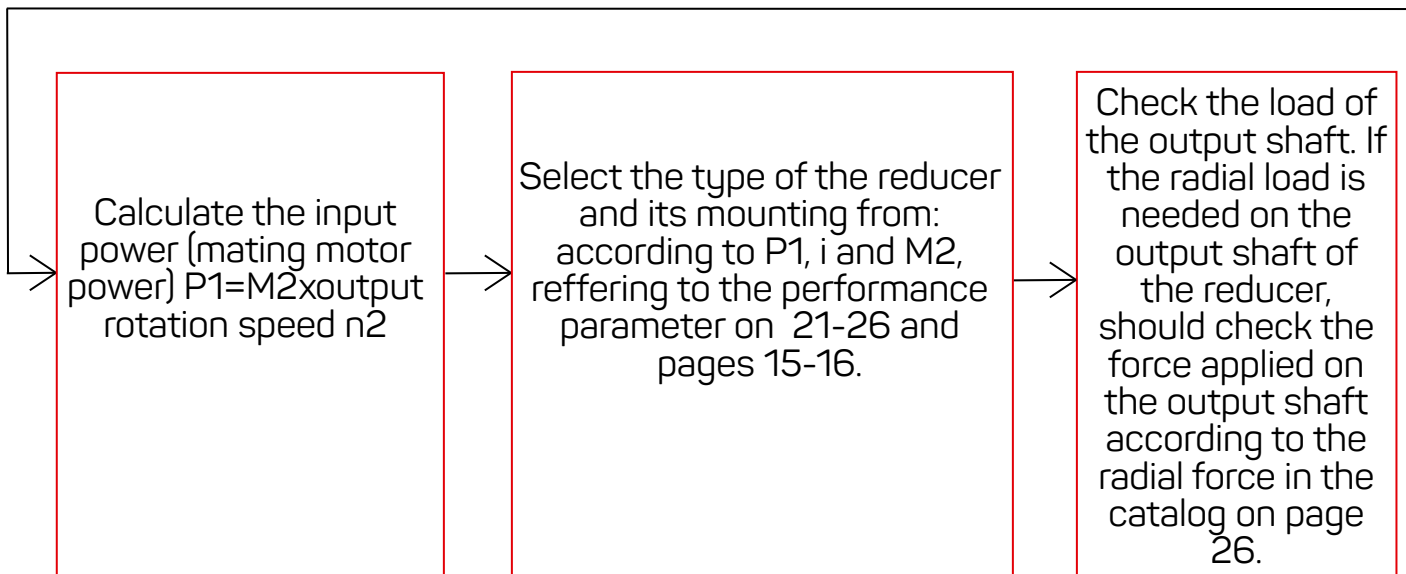 Calculate the input
power (mating motor
power) P1=M2xoutput
rotation speed n2
Select the type of the reducer
and its mounting from:
according to P1, i and M2,
reffering to the performance
parameter on 21-26 and
pages 15-16.
Check the load of
the output shaft. If
the radial load is
needed on the
output shaft of
the reducer,
should check the
force applied on
the output shaft
according to the
radial force in the
catalog on page
26.